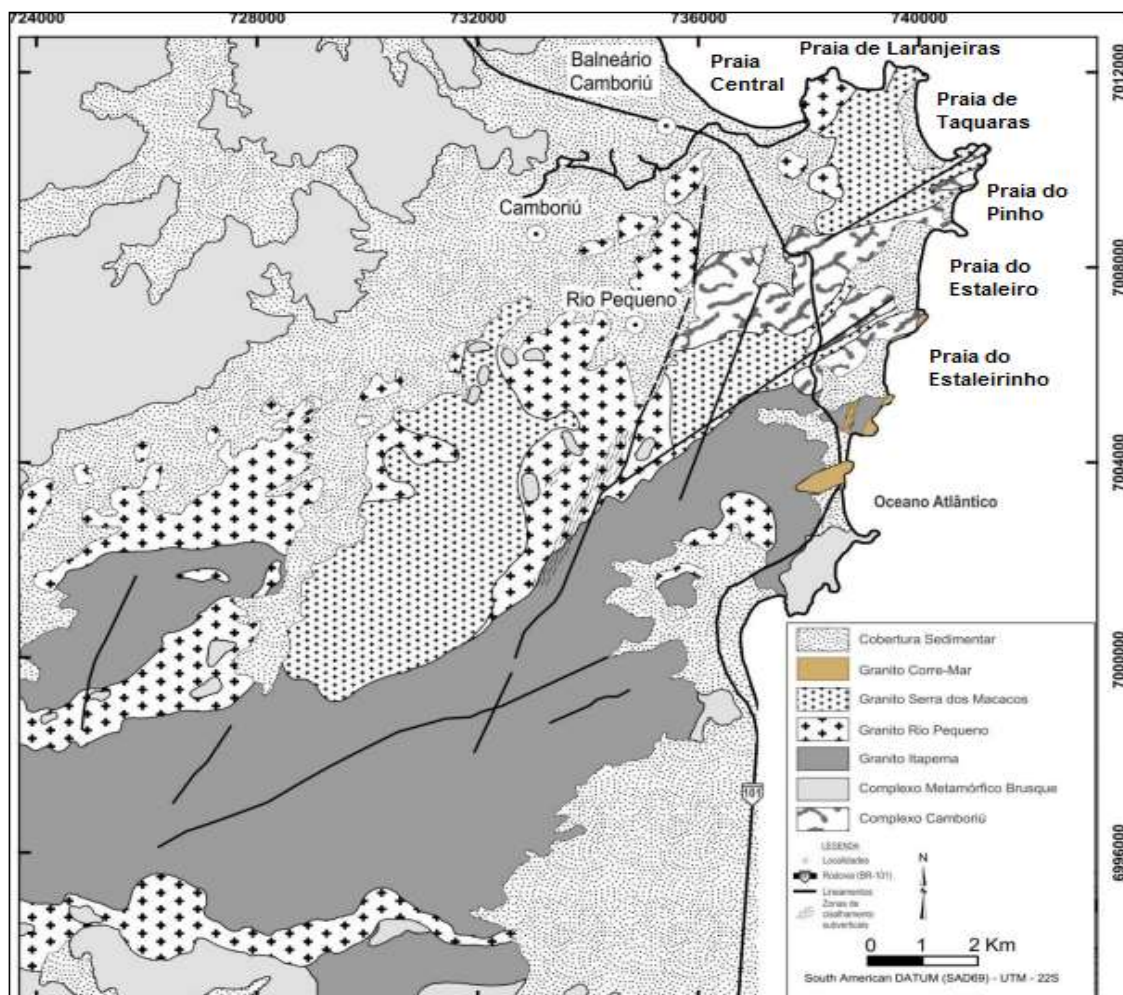 724000
728000
732000
736000
740000
Balneário
Camboriú
Praia
Central
Praia de Laranjeiras
Praia de
Taquaras
7012000
Camboriú
Praia do
Pinho
Rio Pequeno
Praia do
Estaleiro
7008000
Praia do
Estaleirinho
Oceano Atlântico
7004000
Cobertura Sedimentar
Granito Corre-Mar
Granito Serra dos Macacos
Granito Rio Pequeno
Granito Itapema
Complexo Metamórfico Brusque
Complexo Camboriú
700000
101
LEGENDA
Localidades
Rodovia (BR-101)
Lineamentos
Zonas de
cisalhamento
subverticais
N
6996000
0 1 2 Km
South American DATUM (SAD69) - UTM - 22S